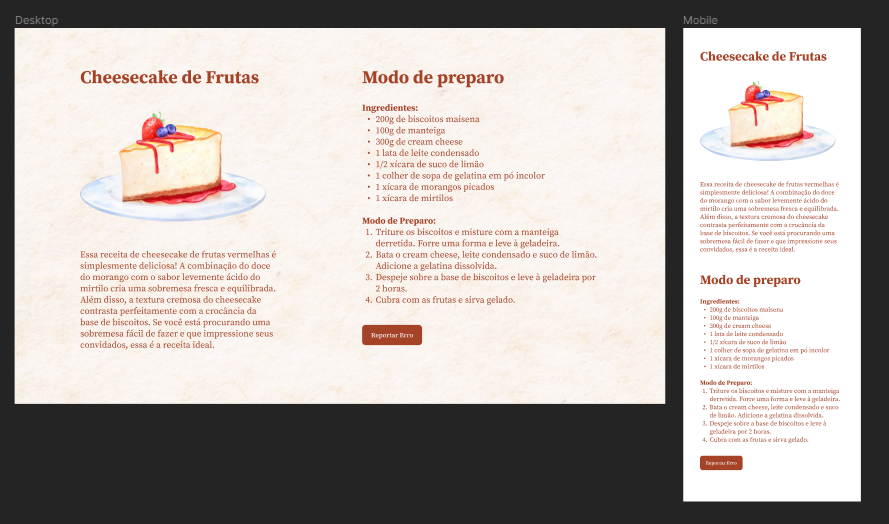 Desktop
Cheesecake de Frutas
Essa receita de cheesecake de frutas vermelhas é
simplesmente deliciosa! A combinação do doce
do morango com o sabor levemente ácido do
mirtilo cria uma sobremesa fresca e equilibrada.
Além disso, a textura cremosa do cheesecake
contrasta perfeitamente com a crocância da
base de biscoitos. Se você está procurando uma
sobremesa fácil de fazer e que impressione seus
convidados, essa é a receita ideal.
Modo de preparo
Ingredientes:
• 200g de biscoitos maisena
• 100g de manteiga
• 300g de cream cheese
• 1 lata de leite condensado
• 1/2 xícara de suco de limão
• 1 colher de sopa de gelatina em pó incolor
• 1 xícara de morangos picados
• 1 xícara de mirtilos
Modo de Preparo:
1. Triture os biscoitos e misture com a manteiga
derretida. Forre uma forma e leve à geladeira.
2. Bata o cream cheese, leite condensado e suco de limão.
Adicione a gelatina dissolvida.
3. Despeje sobre a base de biscoitos e leve à geladeira por
2 horas.
4. Cubra com as frutas e sirva gelado.
Reportar Erro
Mobile
Cheesecake de Frutas
Essa receita de cheesecake de frutas vermelhas é
simplesmente deliciosa! A combinação do doce
do morango com o sabor levemente ácido do
mirtilo cria uma sobremesa fresca e equilibrada.
Além disso, a textura cremosa do cheesecake
contrasta perfeitamente com a crocância da
base de biscoitos. Se você está procurando uma
sobremesa fácil de fazer e que impressione seus
convidados, essa é a receita ideal.
Modo de preparo
Ingredientes:
• 200g de biscoitos maisena
• 100g de manteiga
• 300g de cream cheese
• 1 lata de leite condensado
• 1/2 xícara de suco de limão
• 1 colher de sopa de gelatina em pó incolor
• 1 xícara de morangos picados
• 1 xícara de mirtilos
Modo de Preparo:
1. Triture os biscoitos e misture com a manteiga
derretida. Forre uma forma e leve à geladeira.
2. Bata o cream cheese, leite condensado e suco
de limão. Adicione a gelatina dissolvida.
3. Despeje sobre a base de biscoitos e leve à
geladeira por 2 horas.
4. Cubra com as frutas e sirva gelado.
Reportar Erro